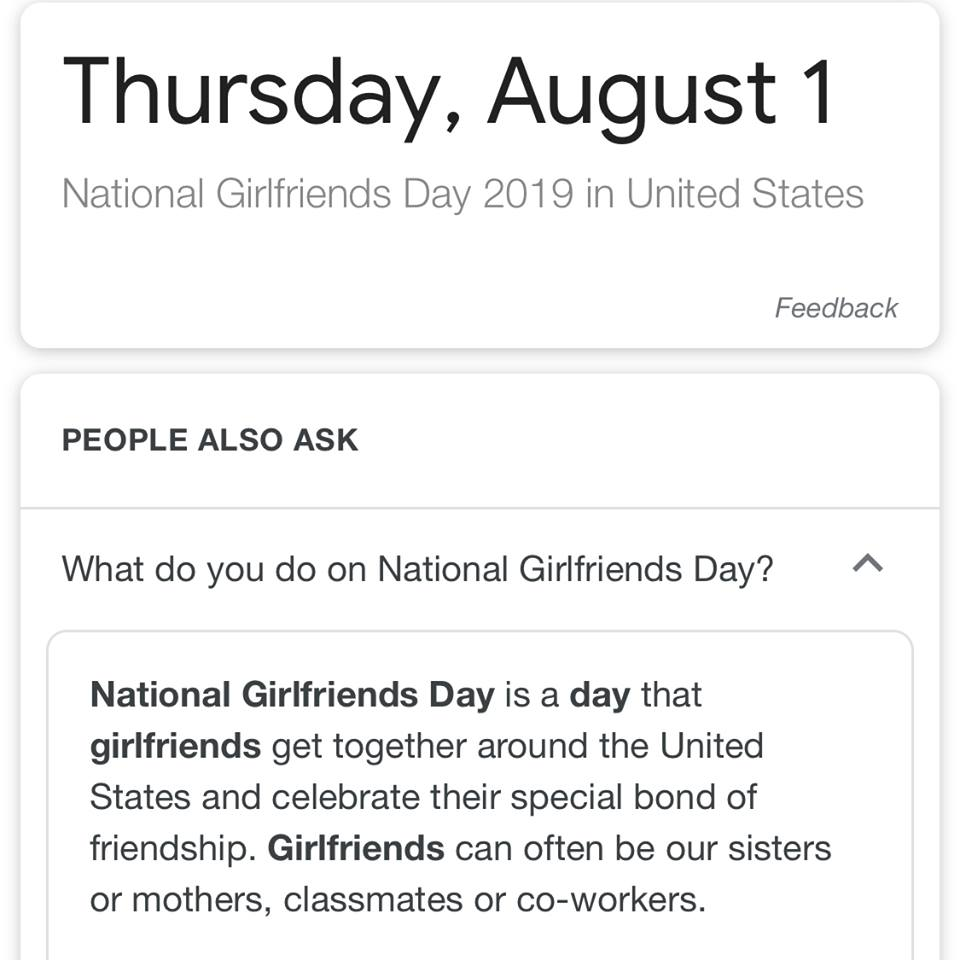 Thursday, August 1
National Girlfriends Day 2019 in United States
Feedback
PEOPLE ALSO ASK
What do you do on National Girlfriends Day?
National Girlfriends Day is a day that
girlfriends get together around the United
States and celebrate their special bond of
friendship. Girlfriends can often be our sisters
or mothers, classmates or co-workers.